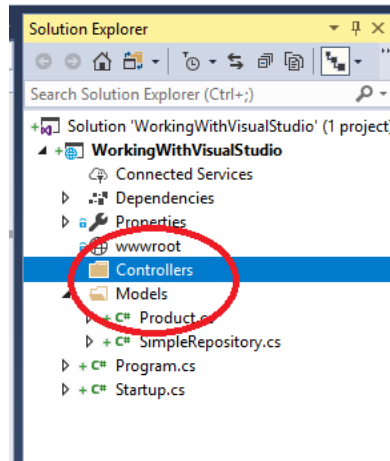 Solution Explorer
Search Solution Explorer (Ctrl+;)
Solution 'WorkingWithVisualStudio' (1 project)
WorkingWithVisualStudio
Connected Services
Dependencies
Properties
wwwroot
Controllers
Models
C# Product.cs
C# SimpleRepository.cs
C# Program.cs
C# Startup.cs